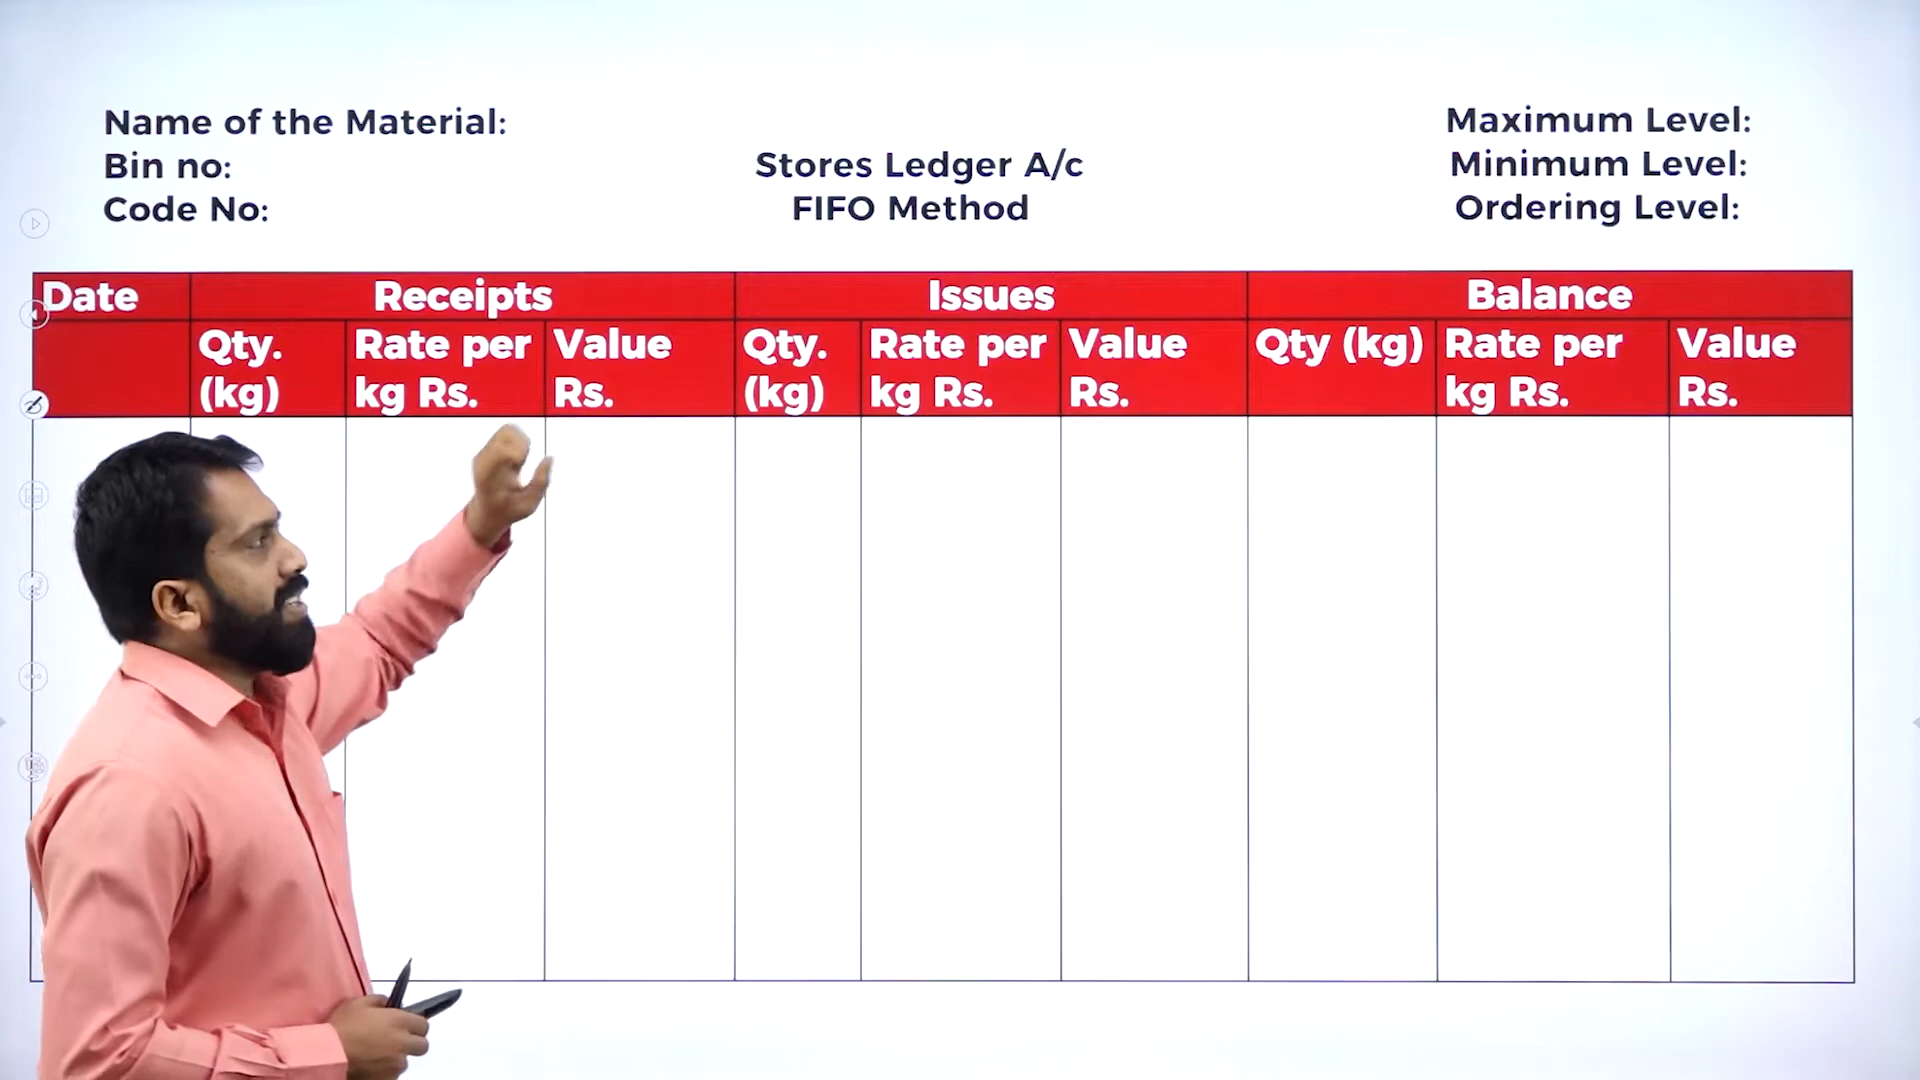 Name of the Material:
Bin no:
Code No:
Stores Ledger A/c
FIFO Method
Maximum Level:
Minimum Level:
Ordering Level:
Date Receipts Issues Balance
Qty. (kg) Rate per kg Rs. Value Rs. Qty. (kg) Rate per kg Rs. Value Rs. Qty (kg) Rate per kg Rs. Value Rs.